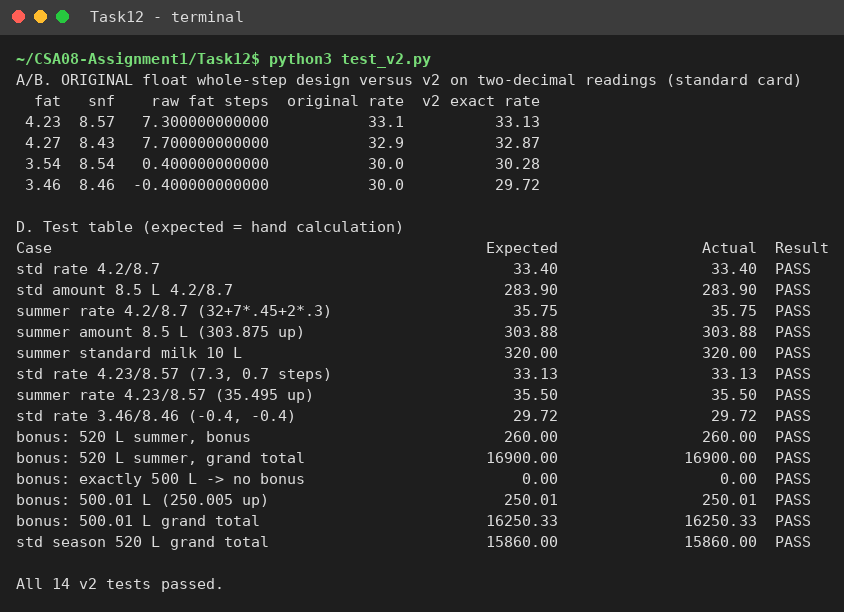 Task12 - terminal
~/CSA08-Assignment1/Task12$ python3 test_v2.py
A/B. ORIGINAL float whole-step design versus v2 on two-decimal readings (standard card)
  fat   snf    raw fat steps  original rate  v2 exact rate
 4.23  8.57   7.300000000000           33.1          33.13
 4.27  8.43   7.700000000000           32.9          32.87
 3.54  8.54   0.400000000000           30.0          30.28
 3.46  8.46  -0.400000000000           30.0          29.72
D. Test table (expected = hand calculation)
Case                                                Expected                Actual  Result
std rate 4.2/8.7                                       33.40                 33.40  PASS
std amount 8.5 L 4.2/8.7                              283.90                283.90  PASS
summer rate 4.2/8.7 (32+7*.45+2*.3)                    35.75                 35.75  PASS
summer amount 8.5 L (303.875 up)                      303.88                303.88  PASS
summer standard milk 10 L                             320.00                320.00  PASS
std rate 4.23/8.57 (7.3, 0.7 steps)                    33.13                 33.13  PASS
summer rate 4.23/8.57 (35.495 up)                      35.50                 35.50  PASS
std rate 3.46/8.46 (-0.4, -0.4)                        29.72                 29.72  PASS
bonus: 520 L summer, bonus                            260.00                260.00  PASS
bonus: 520 L summer, grand total                    16900.00              16900.00  PASS
bonus: exactly 500 L -> no bonus                        0.00                  0.00  PASS
bonus: 500.01 L (250.005 up)                          250.01                250.01  PASS
bonus: 500.01 L grand total                         16250.33              16250.33  PASS
std season 520 L grand total                        15860.00              15860.00  PASS
All 14 v2 tests passed.